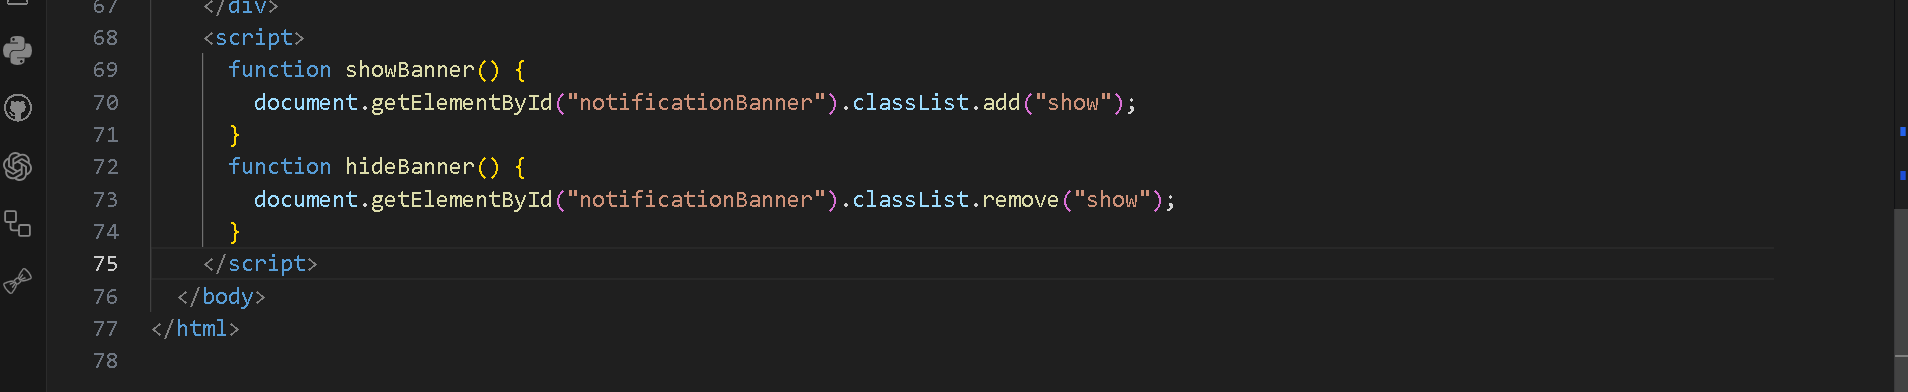 67 </div>
68 <script>
69 function showBanner() {
70 document.getElementById("notificationBanner").classList.add("show");
71 }
72 function hideBanner() {
73 document.getElementById("notificationBanner").classList.remove("show");
74 }
75 </script>
76 </body>
77 </html>
78